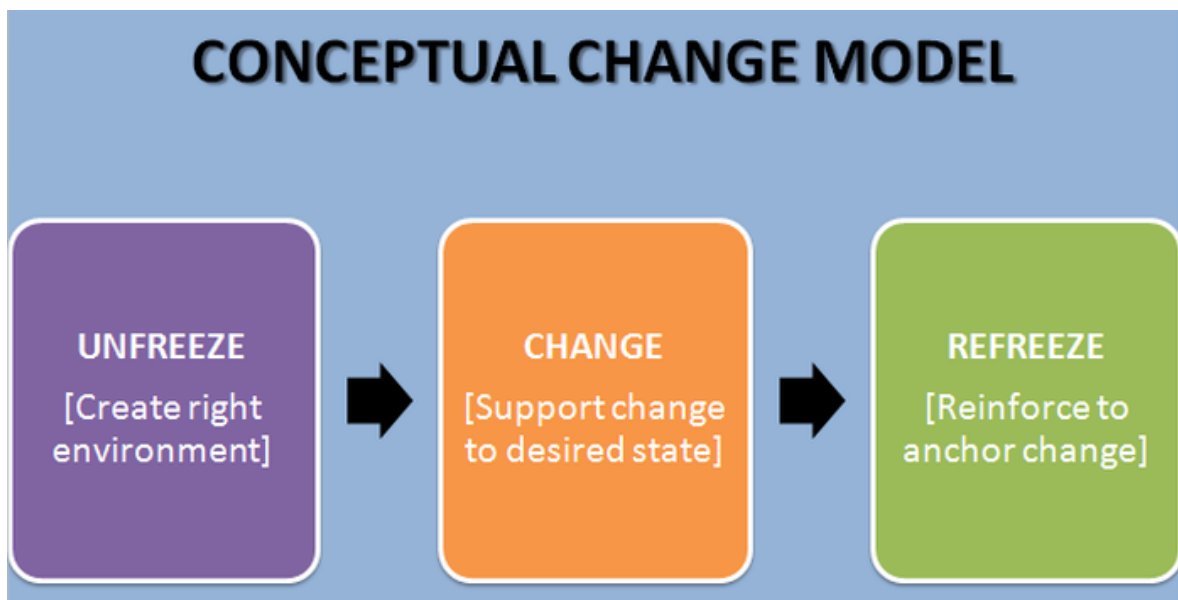 CONCEPTUAL CHANGE MODEL
UNFREEZE
[Create right
environment]
CHANGE
[Support change
to desired state]
REFREEZE
[Reinforce to
anchor change]